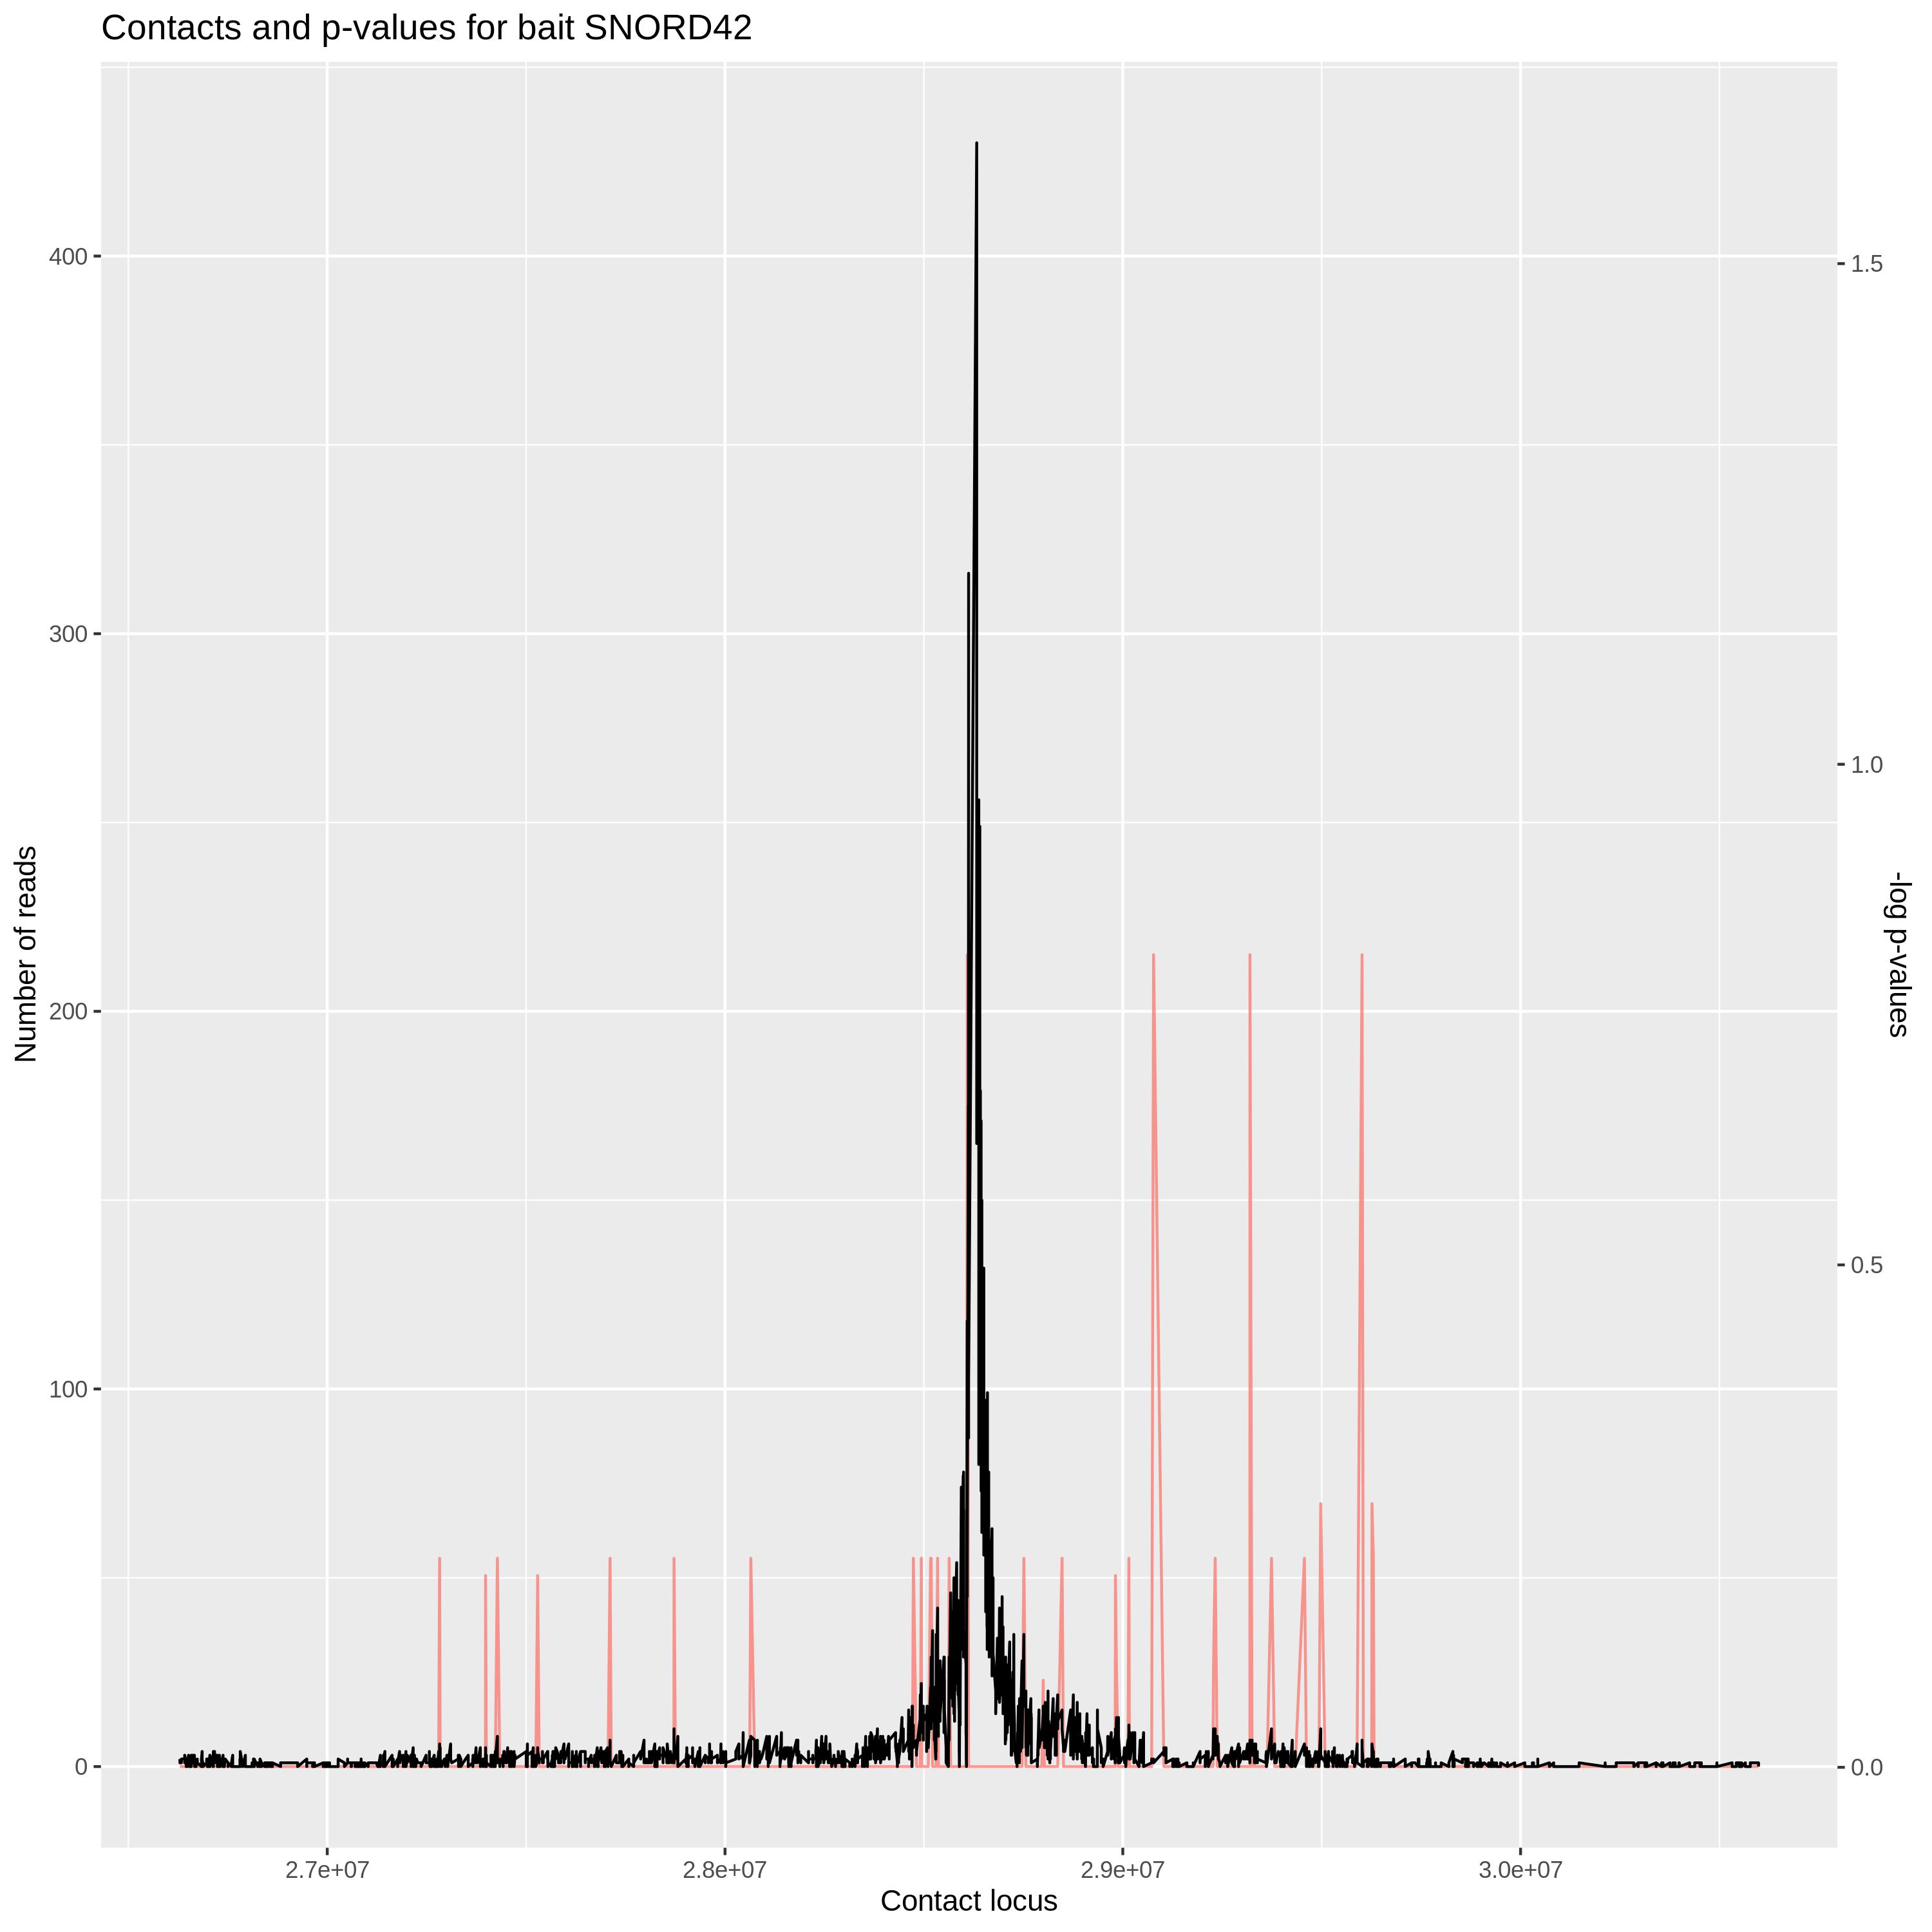 Contacts and p-values for bait SNORD42
400
300
200
100
0
Number of reads
1.5
1.0
0.5
0.0
-log p-values
2.7e+07
2.8e+07
2.9e+07
3.0e+07
Contact locus